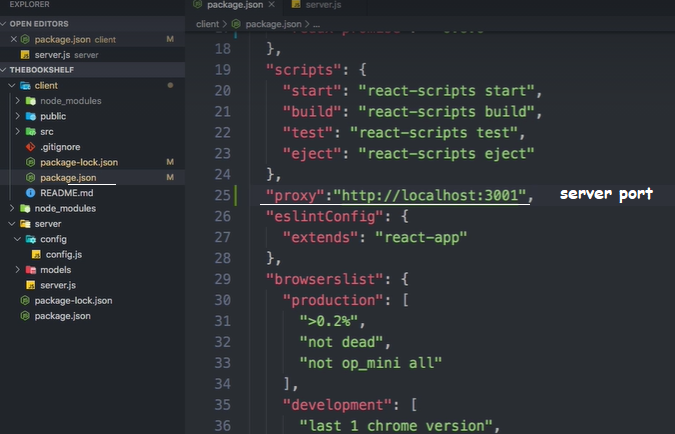 EXPLORER
OPEN EDITORS
package.json client M
server.js server
THEBOOKSHELF
client
node_modules
public
src
.gitignore
package-lock.json M
package.json M
README.md
node_modules
server
config
config.js
models
server.js
package-lock.json
package.json
package.json
server.js
client > package.json > ...
18 },
19 "scripts": {
20 "start": "react-scripts start",
21 "build": "react-scripts build",
22 "test": "react-scripts test",
23 "eject": "react-scripts eject"
24 },
25 "proxy":"http://localhost:3001", server port
26 "eslintConfig": {
27 "extends": "react-app"
28 },
29 "browserslist": {
30 "production": [
31 ">0.2%",
32 "not dead",
33 "not op_mini all"
34 ],
35 "development": [
36 "last 1 chrome version",